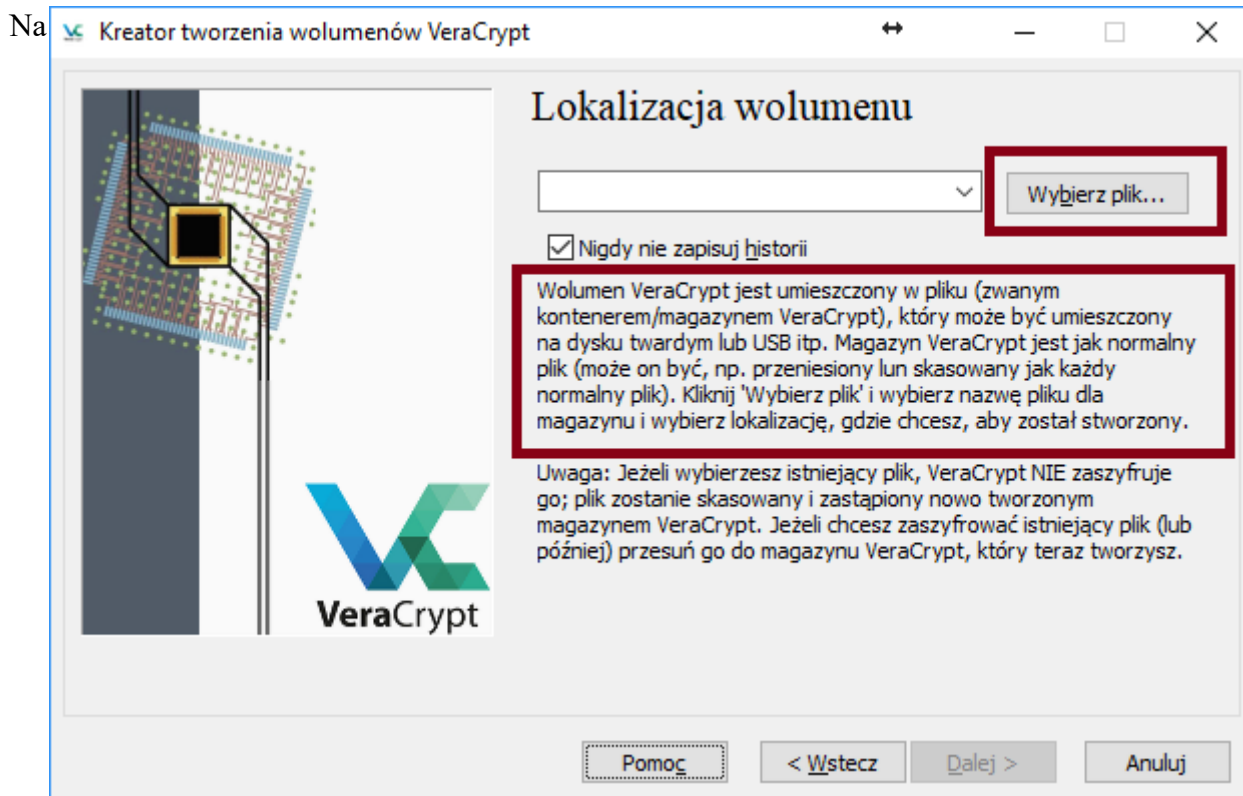 Na
Kreator tworzenia wolumenów VeraCrypt
Lokalizacja wolumenu
Wybierz plik...
Nigdy nie zapisuj historii
Wolumen VeraCrypt jest umieszczony w pliku (zwanym
kontenerem/magazynem VeraCrypt), który może być umieszczony
na dysku twardym lub USB itp. Magazyn VeraCrypt jest jak normalny
plik (może on być, np. przeniesiony lun skasowany jak każdy
normalny plik). Kliknij 'Wybierz plik' i wybierz nazwę pliku dla
magazynu i wybierz lokalizację, gdzie chcesz, aby został stworzony.
Uwaga: Jeżeli wybierzesz istniejący plik, VeraCrypt NIE zaszyfruje
go; plik zostanie skasowany i zastąpiony nowo tworzonym
magazynem VeraCrypt. Jeżeli chcesz zaszyfrować istniejący plik (lub
później) przesuń go do magazynu VeraCrypt, który teraz tworzysz.
VeraCrypt
Pomoc
< Wstecz
Dalej >
Anuluj